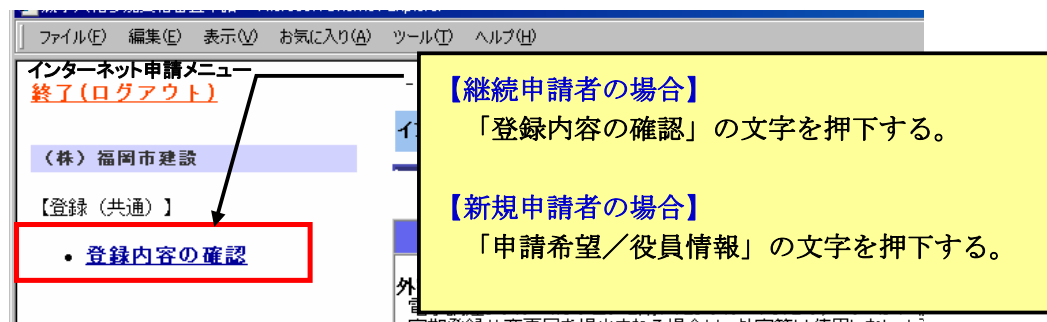 ファイル(F) 編集(E) 表示(V) お気に入り(A) ツール(T) ヘルプ(H)
インターネット申請メニュー
終了(ログアウト)
（株）福岡市建設
【登録（共通）】
• 登録内容の確認
【継続申請者の場合】
「登録内容の確認」の文字を押下する。
【新規申請者の場合】
「申請希望／役員情報」の文字を押下する。